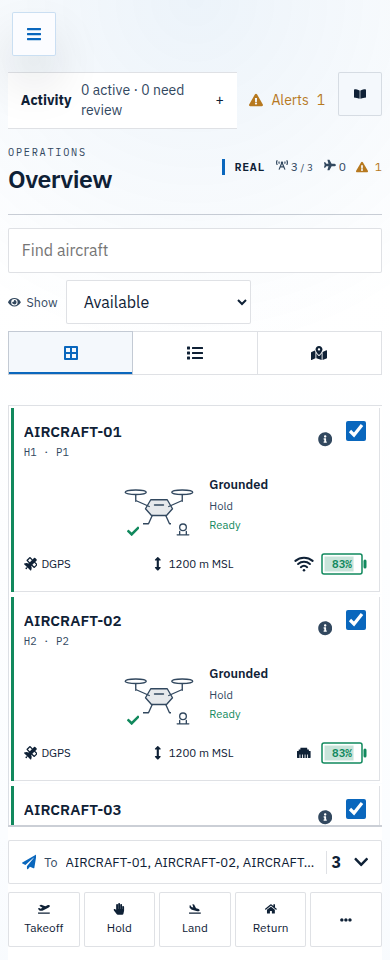 Activity 0 active · 0 need review +
Alerts 1
OPERATIONS
Overview
REAL 3 / 3 0 1
Find aircraft
Show Available
AIRCRAFT-01
H1 · P1
Grounded
Hold
Ready
DGPS 1200 m MSL 83%
AIRCRAFT-02
H2 · P2
Grounded
Hold
Ready
DGPS 1200 m MSL 83%
AIRCRAFT-03
To AIRCRAFT-01, AIRCRAFT-02, AIRCRAFT... 3
Takeoff Hold Land Return